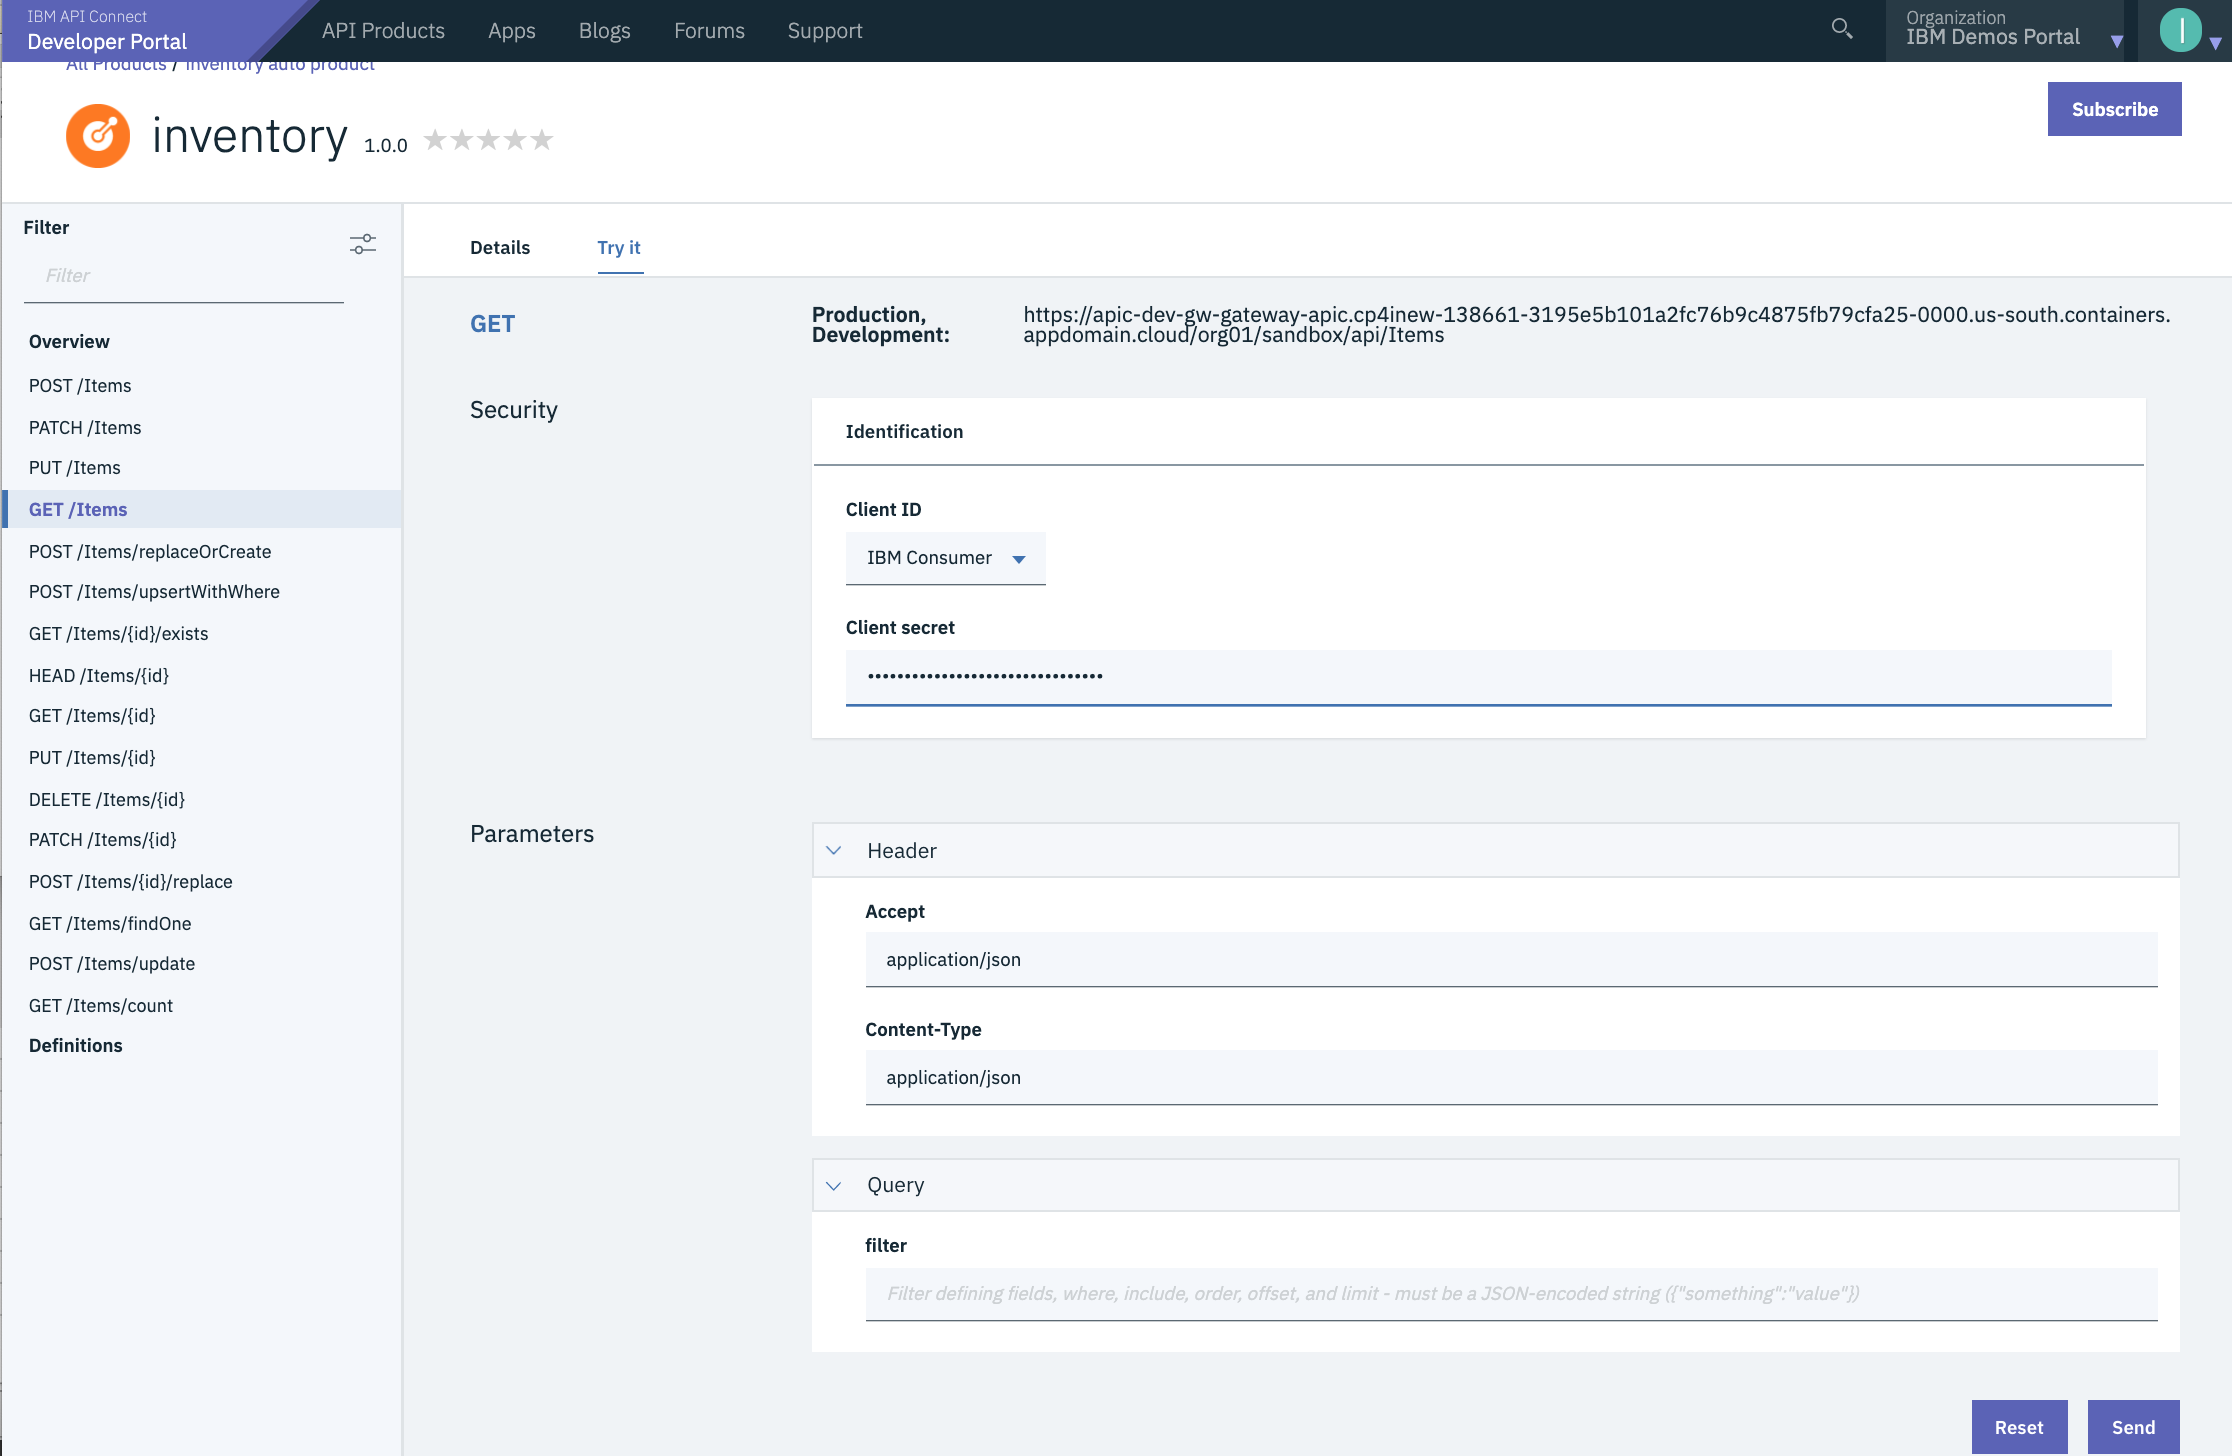 IBM API Connect
Developer Portal
API Products
Apps
Blogs
Forums
Support
Organization
IBM Demos Portal
I
All Products / inventory auto product
inventory 1.0.0
Subscribe
Filter
Filter
Overview
POST /Items
PATCH /Items
PUT /Items
GET /Items
POST /Items/replaceOrCreate
POST /Items/upsertWithWhere
GET /Items/{id}/exists
HEAD /Items/{id}
GET /Items/{id}
PUT /Items/{id}
DELETE /Items/{id}
PATCH /Items/{id}
POST /Items/{id}/replace
GET /Items/findOne
POST /Items/update
GET /Items/count
Definitions
Details
Try it
GET
Production,
Development:
https://apic-dev-gw-gateway-apic.cp4inew-138661-3195e5b101a2fc76b9c4875fb79cfa25-0000.us-south.containers.
appdomain.cloud/org01/sandbox/api/Items
Security
Identification
Client ID
IBM Consumer
Client secret
••••••••••••••••••••••••••••••••
Parameters
Header
Accept
application/json
Content-Type
application/json
Query
filter
Filter defining fields, where, include, order, offset, and limit - must be a JSON-encoded string ({"something":"value"})
Reset
Send